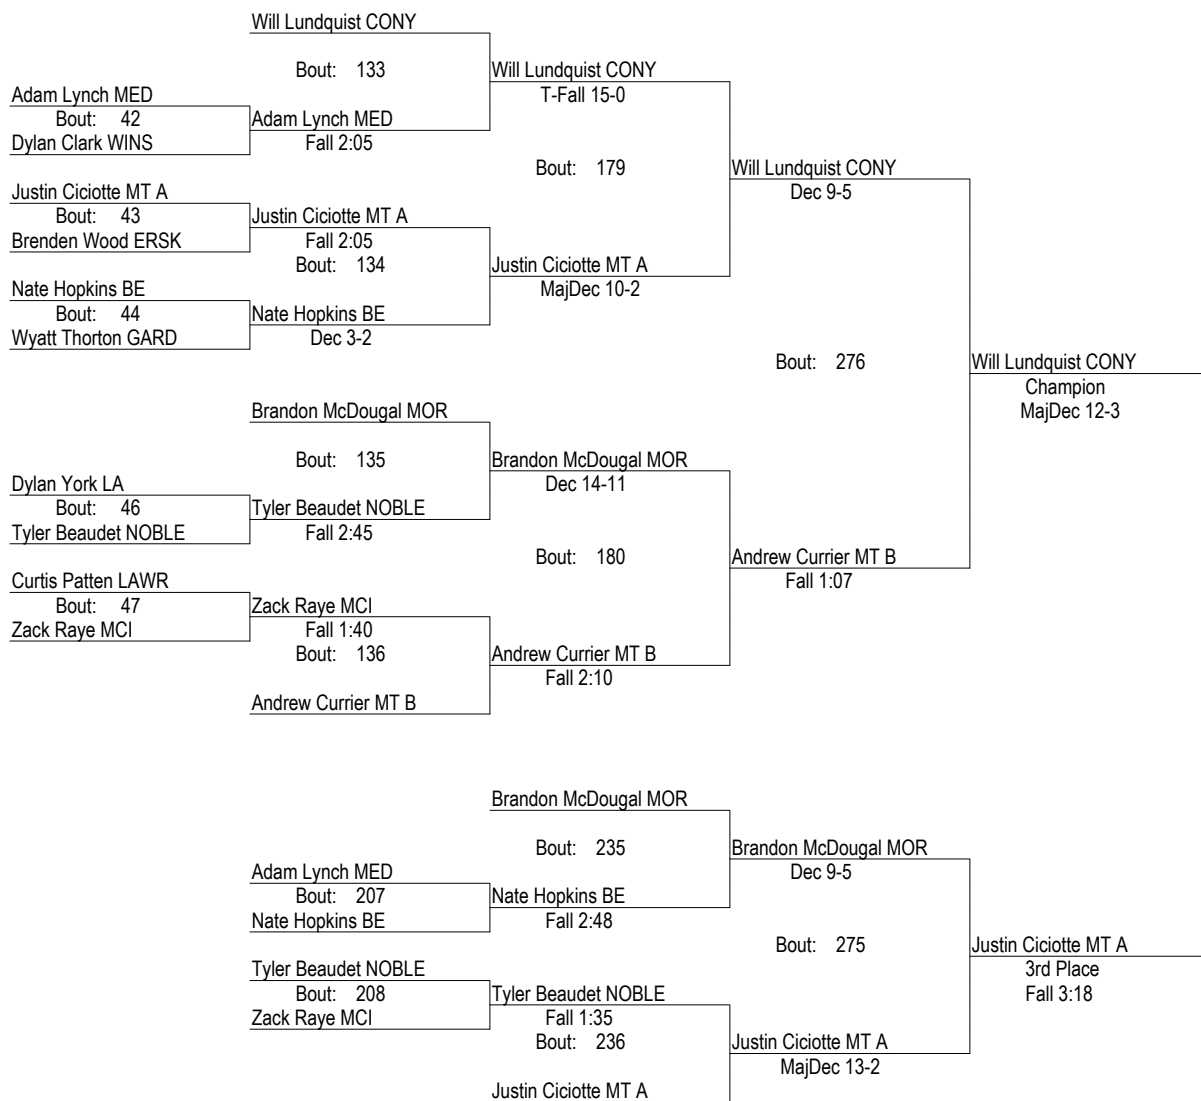 Will Lundquist CONY
Bout: 133
Will Lundquist CONY
T-Fall 15-0
Adam Lynch MED
Bout: 42
Dylan Clark WINS
Adam Lynch MED
Fall 2:05
Bout: 179
Will Lundquist CONY
Dec 9-5
Justin Ciciotte MT A
Bout: 43
Brenden Wood ERSK
Justin Ciciotte MT A
Fall 2:05
Bout: 134
Justin Ciciotte MT A
MajDec 10-2
Nate Hopkins BE
Bout: 44
Wyatt Thorton GARD
Nate Hopkins BE
Dec 3-2
Bout: 276
Will Lundquist CONY
Champion
MajDec 12-3
Brandon McDougal MOR
Bout: 135
Brandon McDougal MOR
Dec 14-11
Dylan York LA
Bout: 46
Tyler Beaudet NOBLE
Tyler Beaudet NOBLE
Fall 2:45
Bout: 180
Andrew Currier MT B
Fall 1:07
Curtis Patten LAWR
Bout: 47
Zack Raye MCI
Zack Raye MCI
Fall 1:40
Bout: 136
Andrew Currier MT B
Fall 2:10
Andrew Currier MT B
Brandon McDougal MOR
Bout: 235
Brandon McDougal MOR
Dec 9-5
Adam Lynch MED
Bout: 207
Nate Hopkins BE
Nate Hopkins BE
Fall 2:48
Bout: 275
Justin Ciciotte MT A
3rd Place
Fall 3:18
Tyler Beaudet NOBLE
Bout: 208
Zack Raye MCI
Tyler Beaudet NOBLE
Fall 1:35
Bout: 236
Justin Ciciotte MT A
MajDec 13-2
Justin Ciciotte MT A